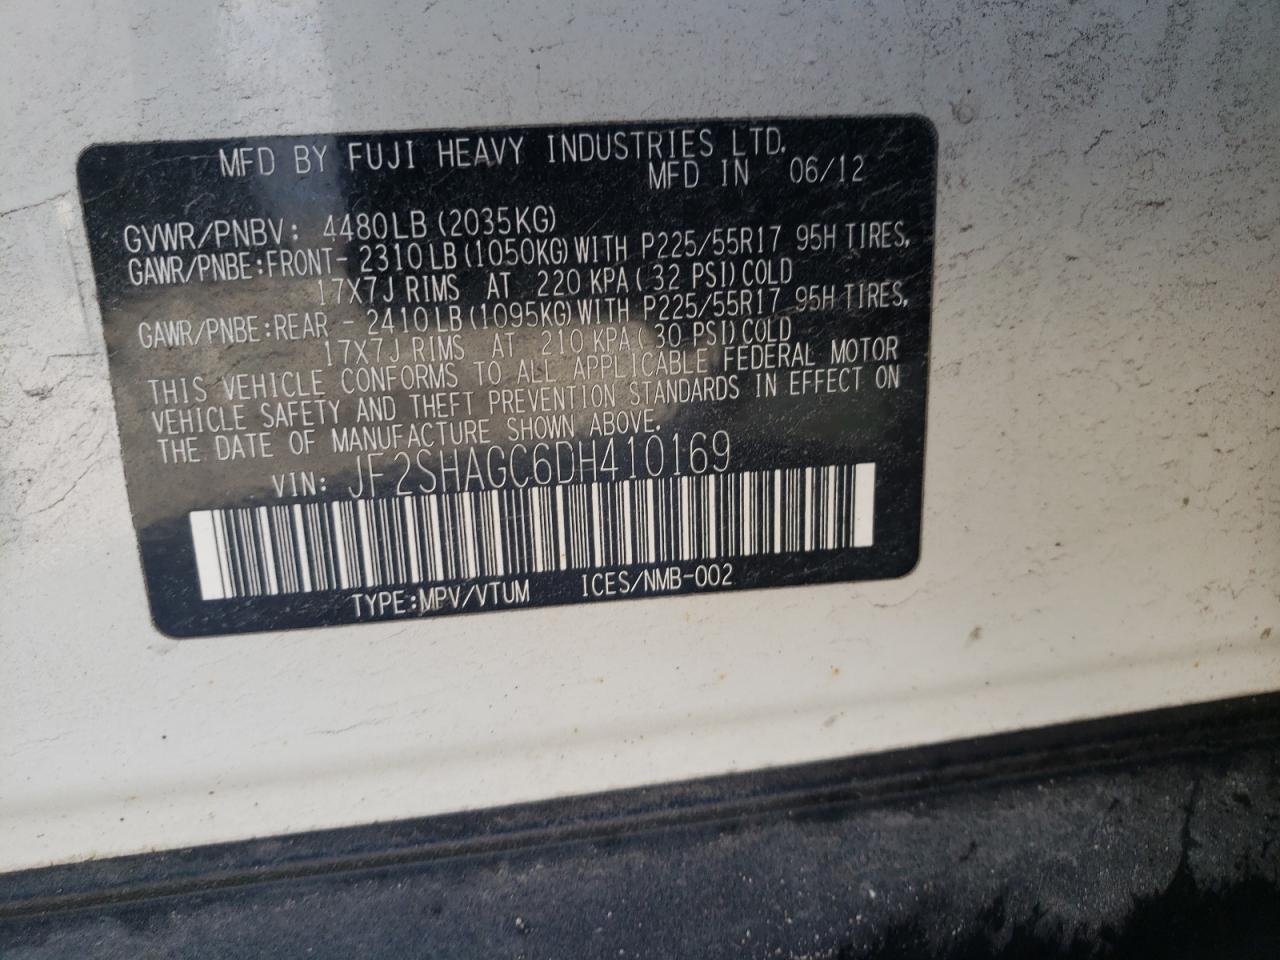 MFD BY FUJI HEAVY INDUSTRIES LTD.
MFD IN 06/12
GVWR/PNBV: 4480LB (2035KG)
GAWR/PNBE:FRONT- 2310LB (1050KG) WITH P225/55R17 95H TIRES,
17X7J RIMS AT 220 KPA( 32 PSI) COLD
GAWR/PNBE:REAR - 2410LB (1095KG) WITH P225/55R17 95H TIRES,
17X7J RIMS AT 210 KPA( 30 PSI) COLD
THIS VEHICLE CONFORMS TO ALL APPLICABLE FEDERAL MOTOR
VEHICLE SAFETY AND THEFT PREVENTION STANDARDS IN EFFECT ON
THE DATE OF MANUFACTURE SHOWN ABOVE.
VIN: JF2SHAGC6DH410169
TYPE:MPV/VTUM ICES/NMB-002